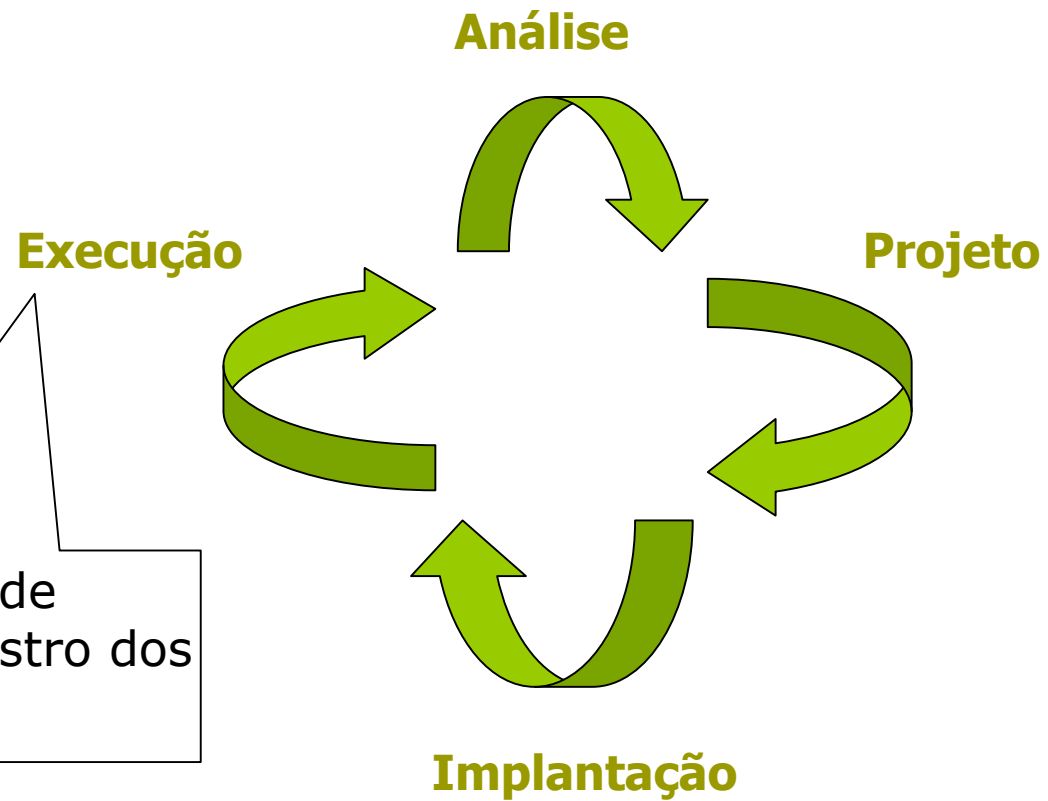 Análise
Execução
Projeto
de
stro dos
Implantação